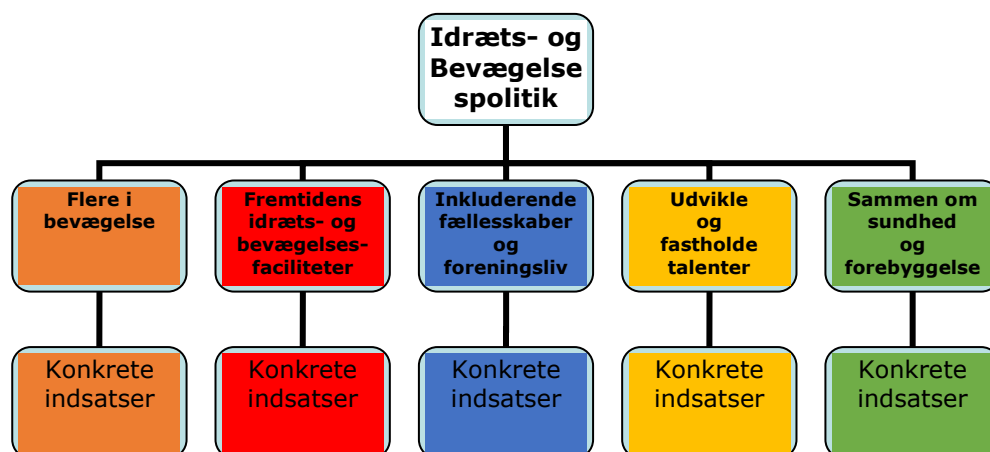 Idræts- og
Bevægelse
spolitik
Flere i
bevægelse
Fremtidens
idræts- og
bevægelses-
faciliteter
Inkluderende
fællesskaber
og
foreningsliv
Udvikle
og
fastholde
talenter
Sammen om
sundhed
og
forebyggelse
Konkrete
indsatser
Konkrete
indsatser
Konkrete
indsatser
Konkrete
indsatser
Konkrete
indsatser